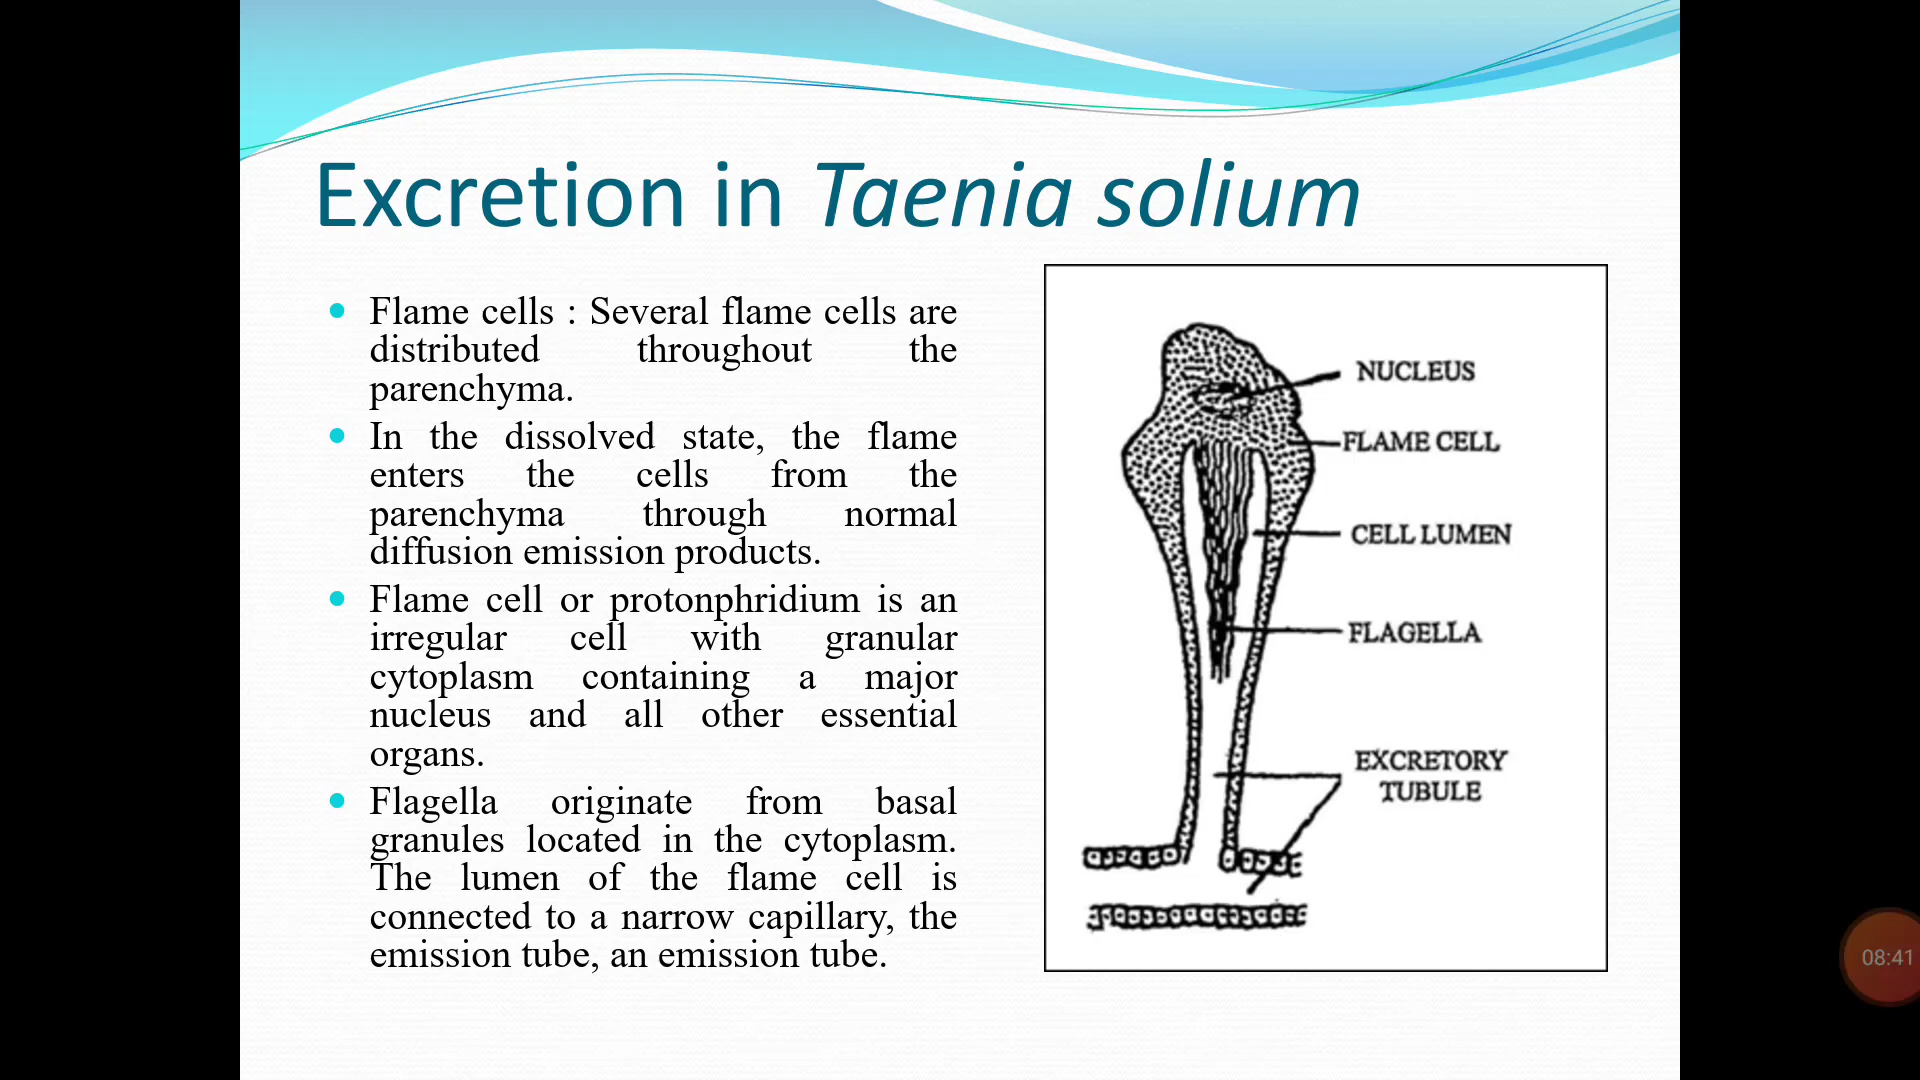 Excretion in Taenia solium
Flame cells : Several flame cells are
distributed throughout the
parenchyma.
In the dissolved state, the flame
enters the cells from the
parenchyma through normal
diffusion emission products.
Flame cell or protonphridium is an
irregular cell with granular
cytoplasm containing a major
nucleus and all other essential
organs.
Flagella originate from basal
granules located in the cytoplasm.
The lumen of the flame cell is
connected to a narrow capillary, the
emission tube, an emission tube.
NUCLEUS
FLAME CELL
CELL LUMEN
FLAGELLA
EXCRETORY
TUBULE
08:41